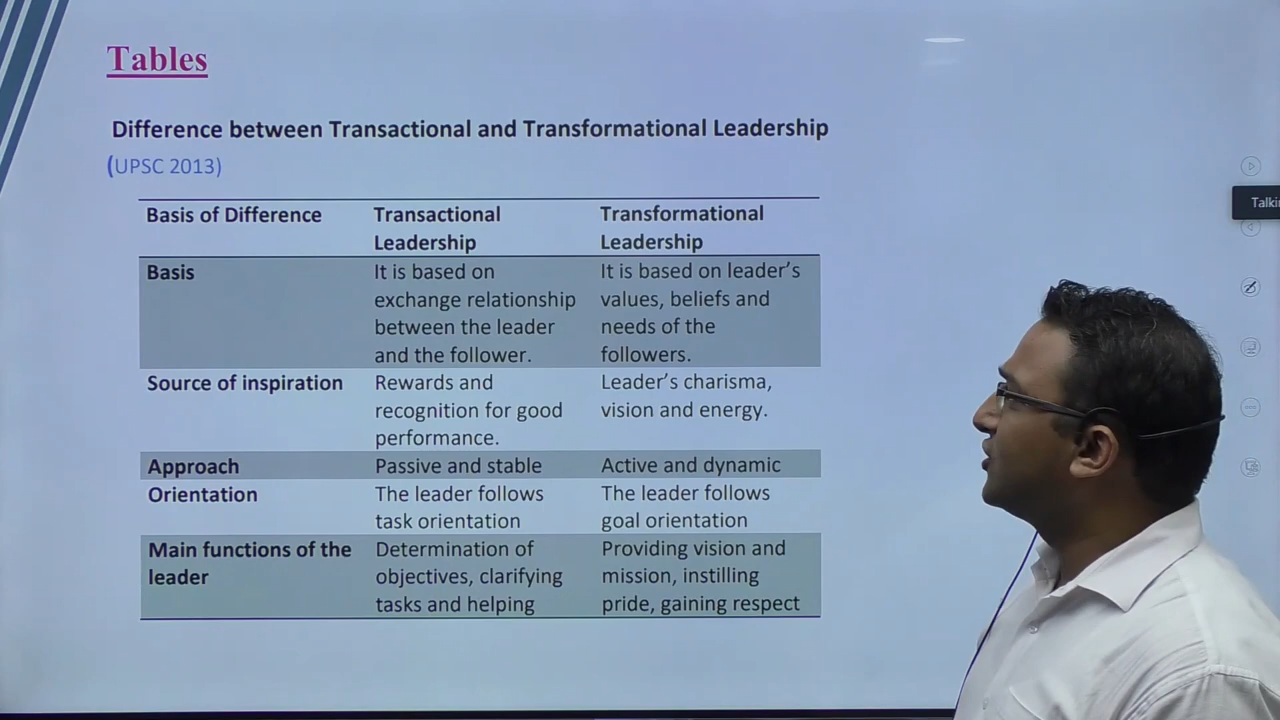 Tables
Difference between Transactional and Transformational Leadership
(UPSC 2013)
Basis of Difference
Transactional
Leadership
Transformational
Leadership
Basis
It is based on
exchange relationship
between the leader
and the follower.
It is based on leader’s
values, beliefs and
needs of the
followers.
Source of inspiration
Rewards and
recognition for good
performance.
Leader’s charisma,
vision and energy.
Approach
Passive and stable
Active and dynamic
Orientation
The leader follows
task orientation
The leader follows
goal orientation
Main functions of the
leader
Determination of
objectives, clarifying
tasks and helping
Providing vision and
mission, instilling
pride, gaining respect